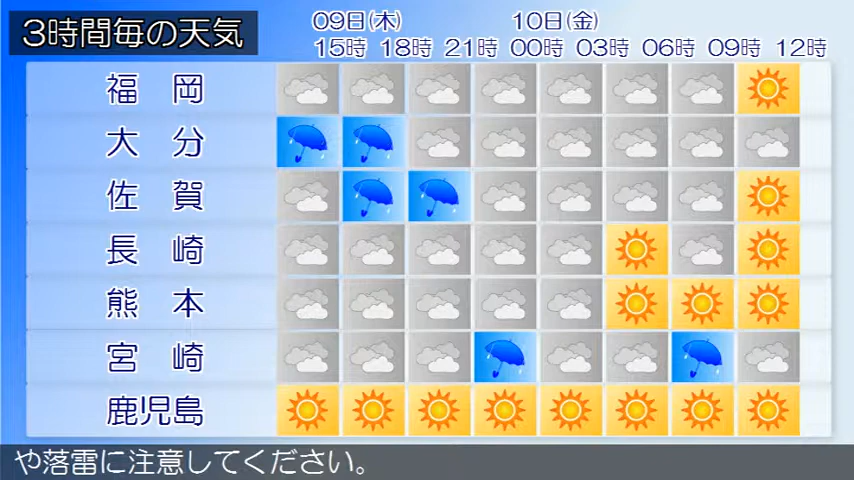 3時間毎の天気
09日(木) 10日(金)
15時 18時 21時 00時 03時 06時 09時 12時
福岡
大分
佐賀
長崎
熊本
宮崎
鹿児島
や落雷に注意してください。